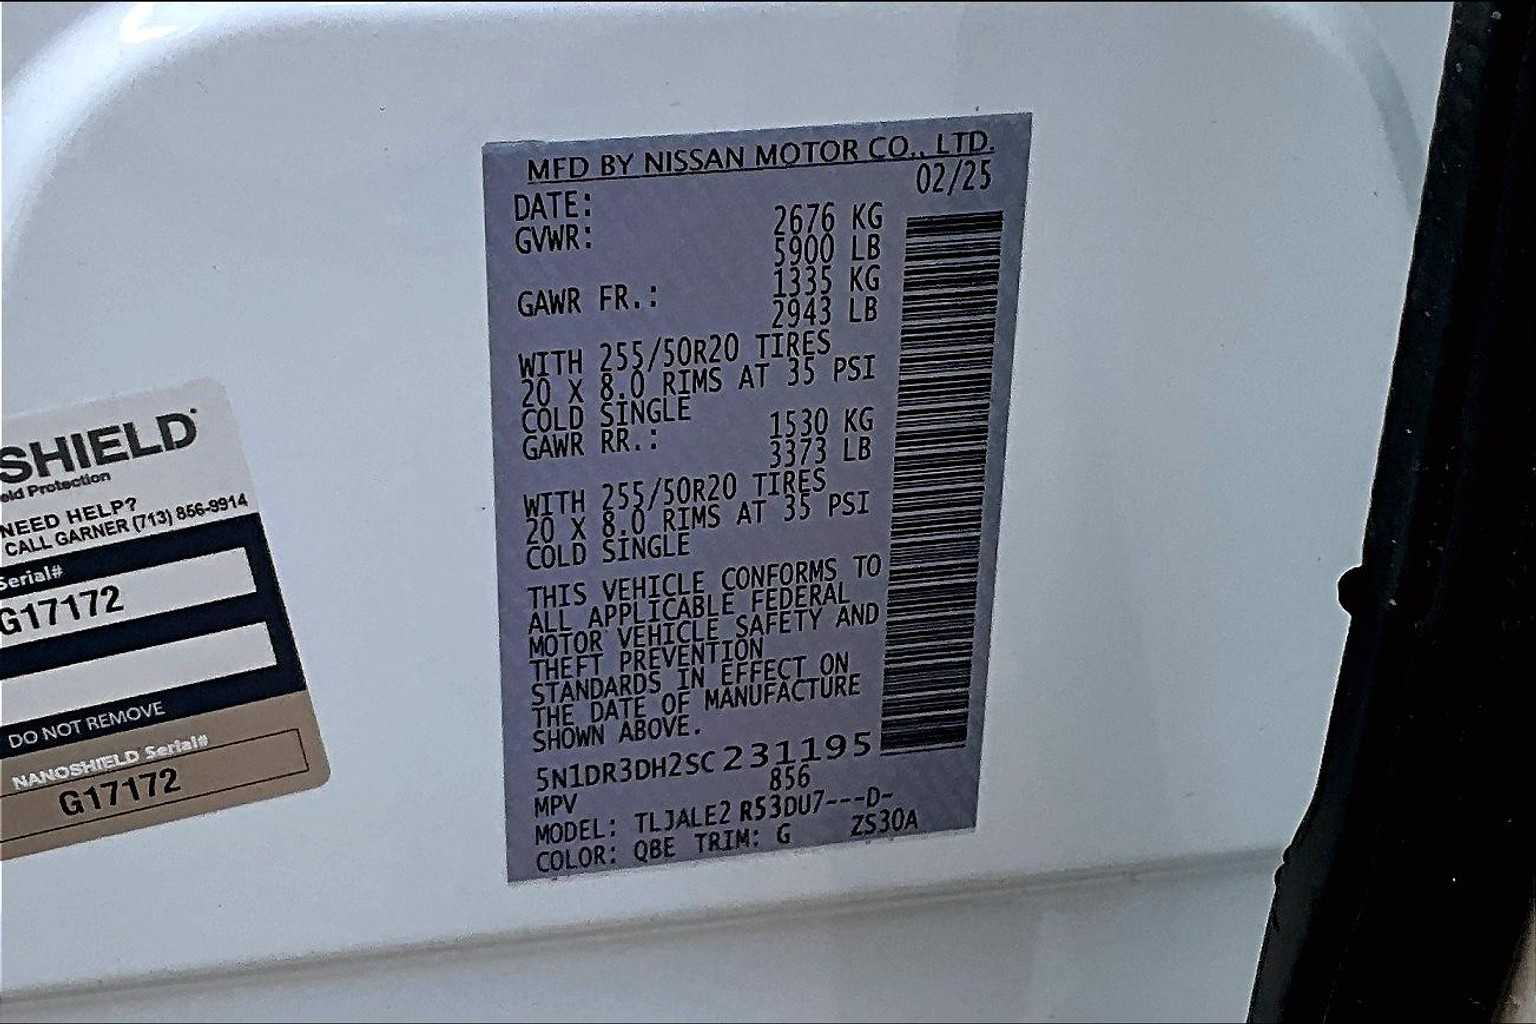 MFD BY NISSAN MOTOR CO., LTD.
DATE: 02/25
GVWR: 2676 KG
5900 LB
GAWR FR.: 1335 KG
2943 LB
WITH 255/50R20 TIRES
20 X 8.0 RIMS AT 35 PSI
COLD SINGLE
GAWR RR.: 1530 KG
3373 LB
WITH 255/50R20 TIRES
20 X 8.0 RIMS AT 35 PSI
COLD SINGLE
THIS VEHICLE CONFORMS TO
ALL APPLICABLE FEDERAL
MOTOR VEHICLE SAFETY AND
THEFT PREVENTION
STANDARDS IN EFFECT ON
THE DATE OF MANUFACTURE
SHOWN ABOVE.
5N1DR3DH2SC231195
MPV 856
MODEL: TLJALE2 R53DU7---D-
COLOR: QBE TRIM: G ZS30A
SHIELD
eld Protection
NEED HELP?
CALL GARNER (713) 856-9914
Serial#
G17172
DO NOT REMOVE
NANOSHIELD Serial#
G17172